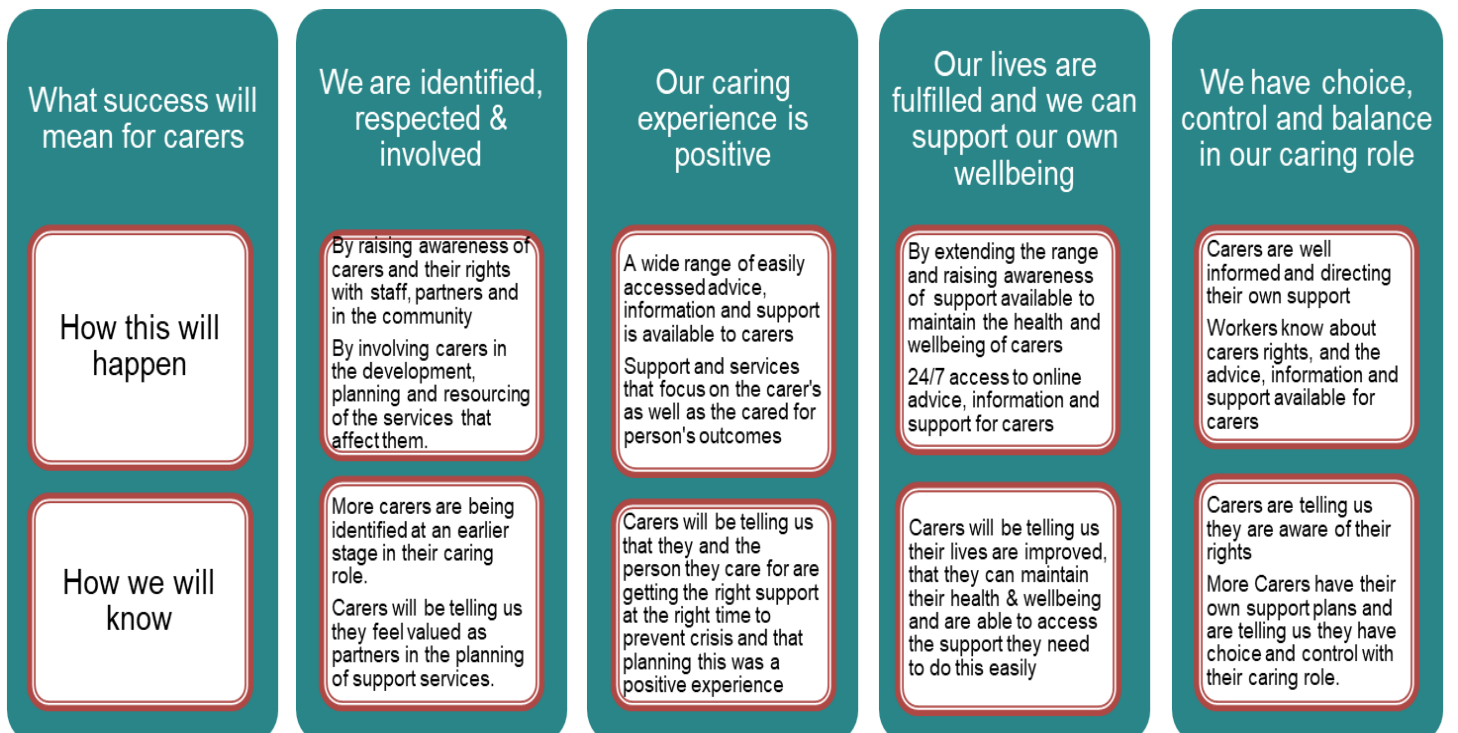 What success will
mean for carers
How this will
happen
How we will
know
We are identified,
respected &
involved
By raising awareness of
carers and their rights
with staff, partners and
in the community
By involving carers in
the development,
planning and resourcing
of the services that
affect them.
More carers are being
identified at an earlier
stage in their caring
role.
Carers will be telling us
they feel valued as
partners in the planning
of support services.
Our caring
experience is
positive
A wide range of easily
accessed advice,
information and support
is available to carers
Support and services
that focus on the carer's
as well as the cared for
person's outcomes
Carers will be telling us
that they and the
person they care for are
getting the right support
at the right time to
prevent crisis and that
planning this was a
positive experience
Our lives are
fulfilled and we can
support our own
wellbeing
By extending the range
and raising awareness
of support available to
maintain the health and
wellbeing of carers
24/7 access to online
advice, information and
support for carers
Carers will be telling us
their lives are improved,
that they can maintain
their health & wellbeing
and are able to access
the support they need
to do this easily
We have choice,
control and balance
in our caring role
Carers are well
informed and directing
their own support
Workers know about
carers rights, and the
advice, information and
support available for
carers
Carers are telling us
they are aware of their
rights
More Carers have their
own support plans and
are telling us they have
choice and control with
their caring role.